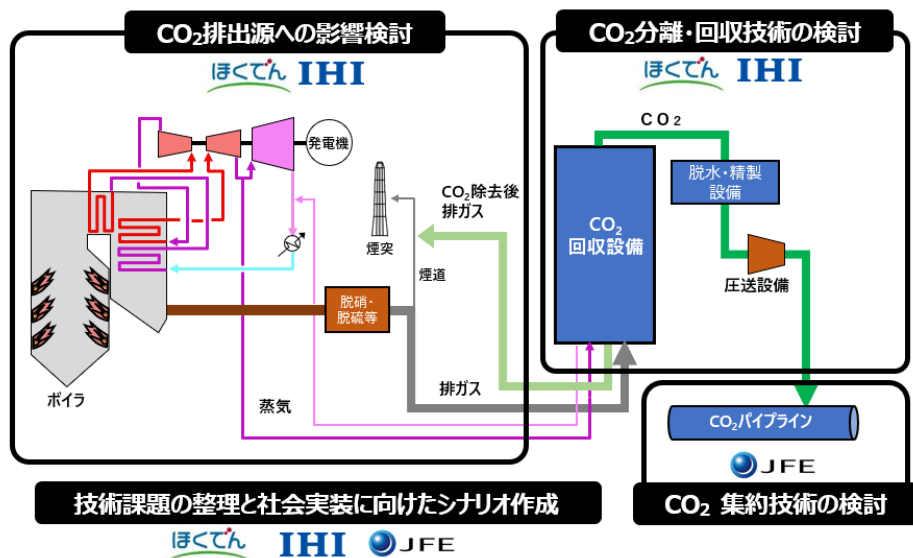 CO₂排出源への影響検討
ほくでん IHI
発電機
CO₂除去後
排ガス
煙突
煙道
脱硝・
脱硫等
ボイラ
蒸気
排ガス
CO₂分離・回収技術の検討
ほくでん IHI
CO₂
CO₂
回収設備
脱水・精製
設備
圧送設備
CO₂パイプライン
JFE
CO₂ 集約技術の検討
技術課題の整理と社会実装に向けたシナリオ作成
ほくでん IHI JFE